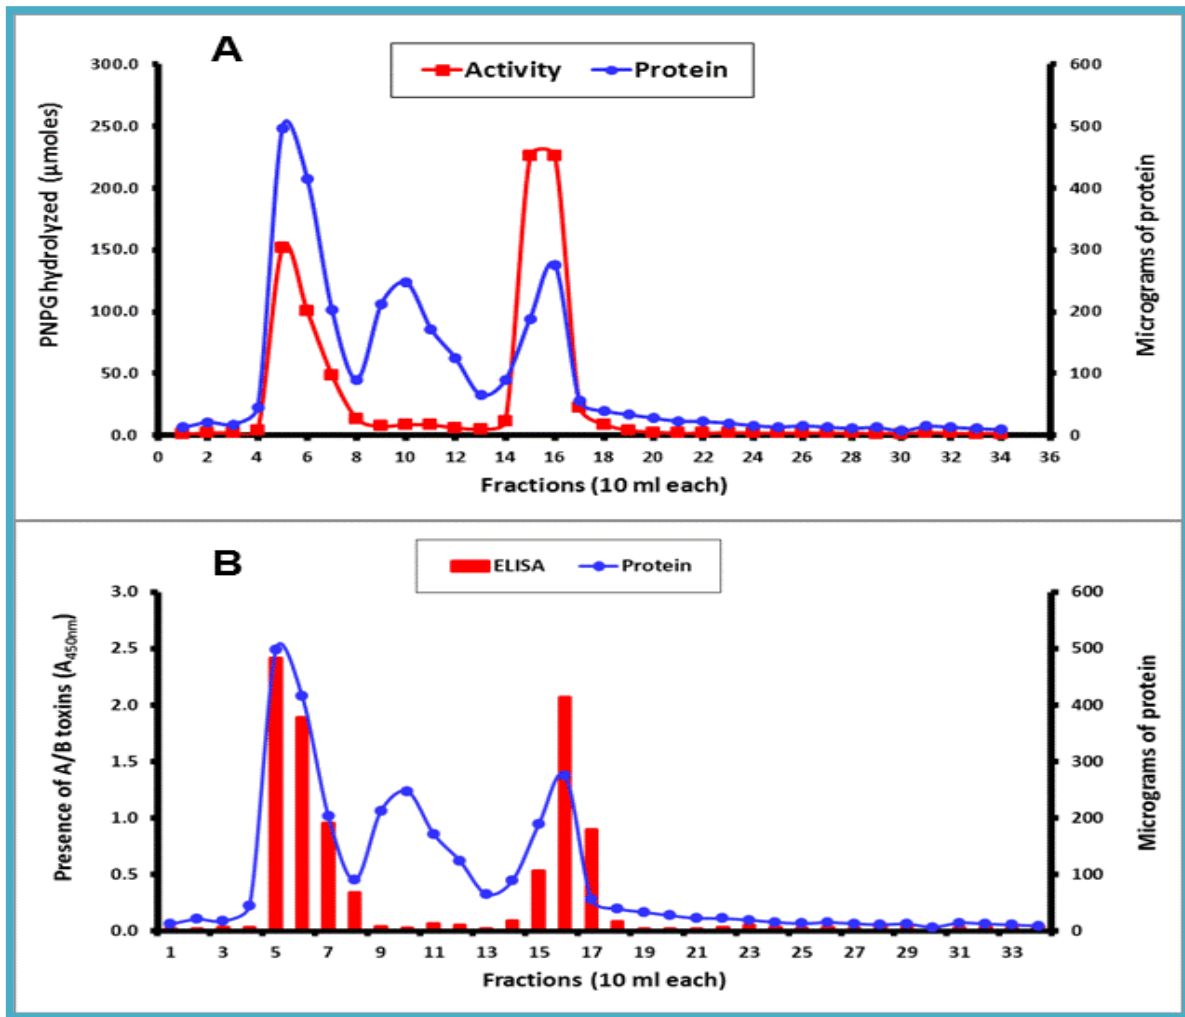 A
Activity Protein
300.0
250.0
200.0
150.0
100.0
50.0
0.0
PNPG hydrolyzed (µmoles)
600
500
400
300
200
100
0
Micrograms of protein
0 2 4 6 8 10 12 14 16 18 20 22 24 26 28 30 32 34 36
Fractions (10 ml each)
B
ELISA Protein
3.0
2.5
2.0
1.5
1.0
0.5
0.0
Presence of A/B toxins (A450nm)
600
500
400
300
200
100
0
Micrograms of protein
1 3 5 7 9 11 13 15 17 19 21 23 25 27 29 31 33
Fractions (10 ml each)